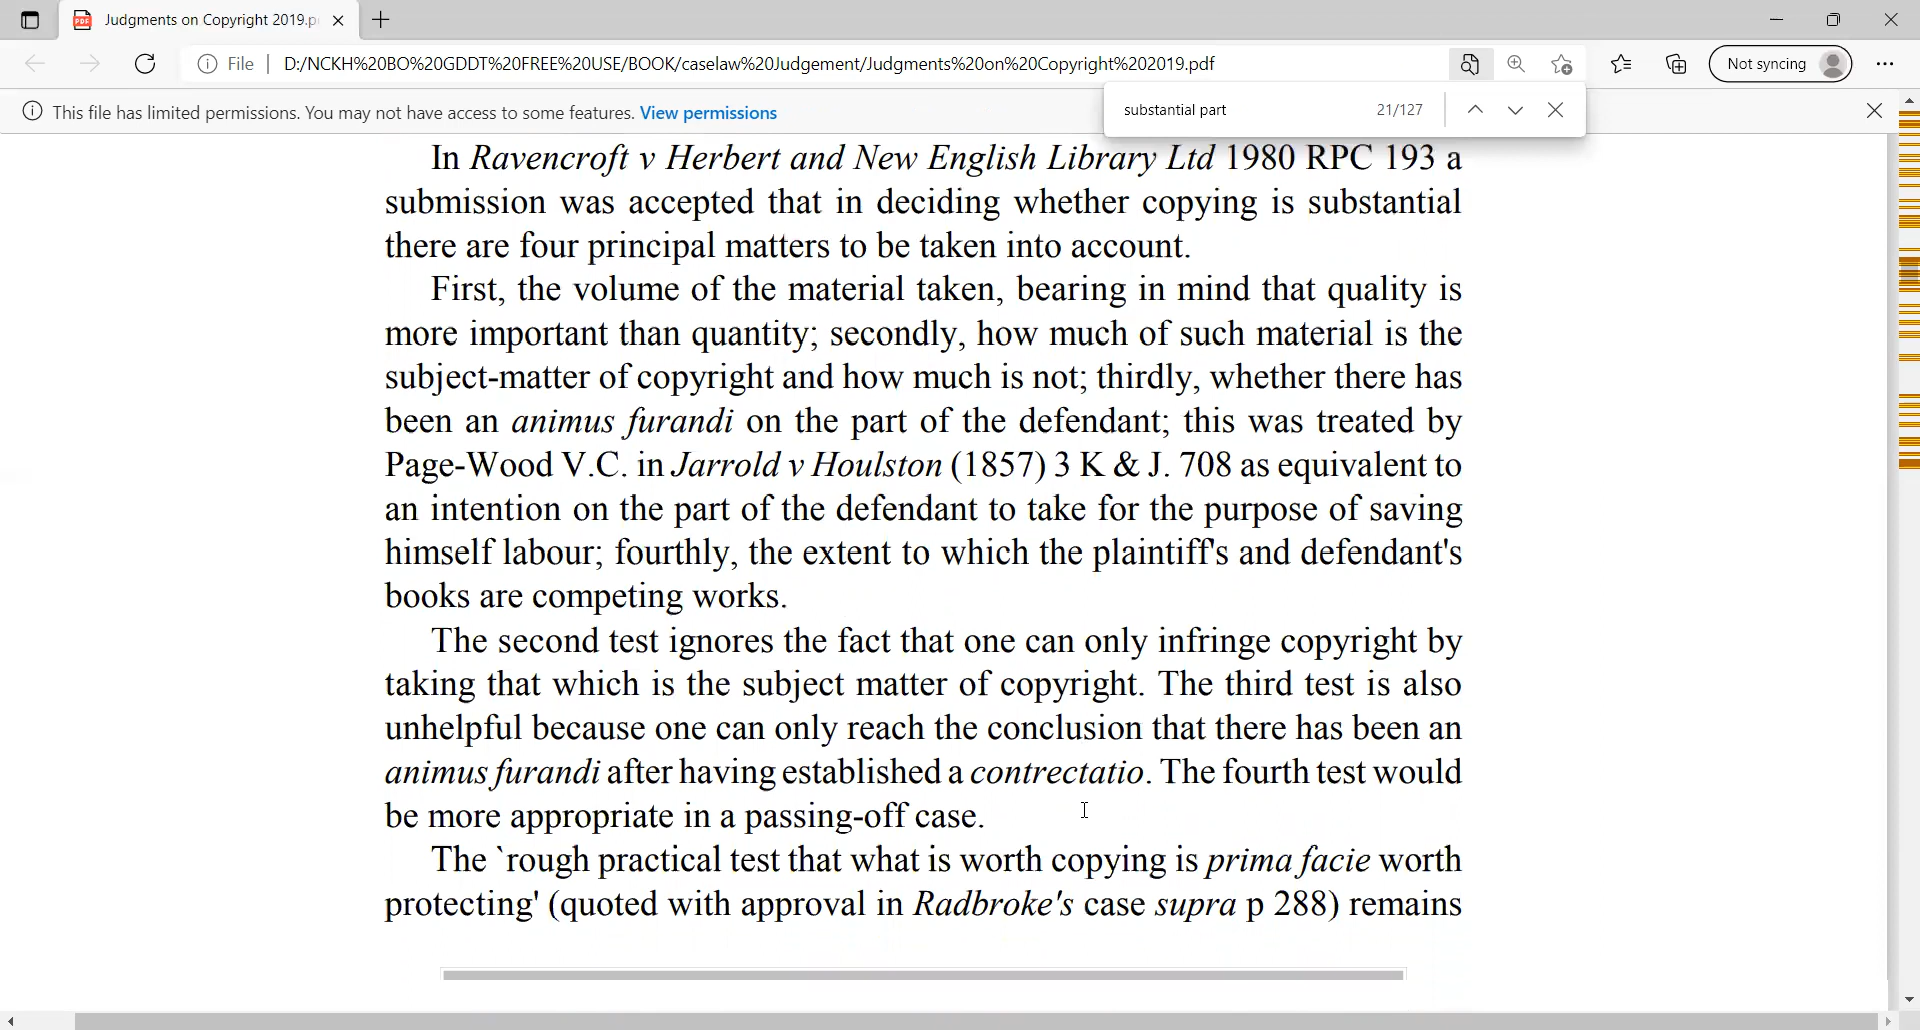 Judgments on Copyright 2019.p
File
D:/NCKH%20BO%20GDDT%20FREE%20USE/BOOK/caselaw%20Judgement/Judgments%20on%20Copyright%202019.pdf
Not syncing
This file has limited permissions. You may not have access to some features. View permissions
substantial part 21/127
In Ravencroft v Herbert and New English Library Ltd 1980 RPC 193 a
submission was accepted that in deciding whether copying is substantial
there are four principal matters to be taken into account.
First, the volume of the material taken, bearing in mind that quality is
more important than quantity; secondly, how much of such material is the
subject-matter of copyright and how much is not; thirdly, whether there has
been an animus furandi on the part of the defendant; this was treated by
Page-Wood V.C. in Jarrold v Houlston (1857) 3 K & J. 708 as equivalent to
an intention on the part of the defendant to take for the purpose of saving
himself labour; fourthly, the extent to which the plaintiff's and defendant's
books are competing works.
The second test ignores the fact that one can only infringe copyright by
taking that which is the subject matter of copyright. The third test is also
unhelpful because one can only reach the conclusion that there has been an
animus furandi after having established a contrectatio. The fourth test would
be more appropriate in a passing-off case.
The `rough practical test that what is worth copying is prima facie worth
protecting' (quoted with approval in Radbroke's case supra p 288) remains